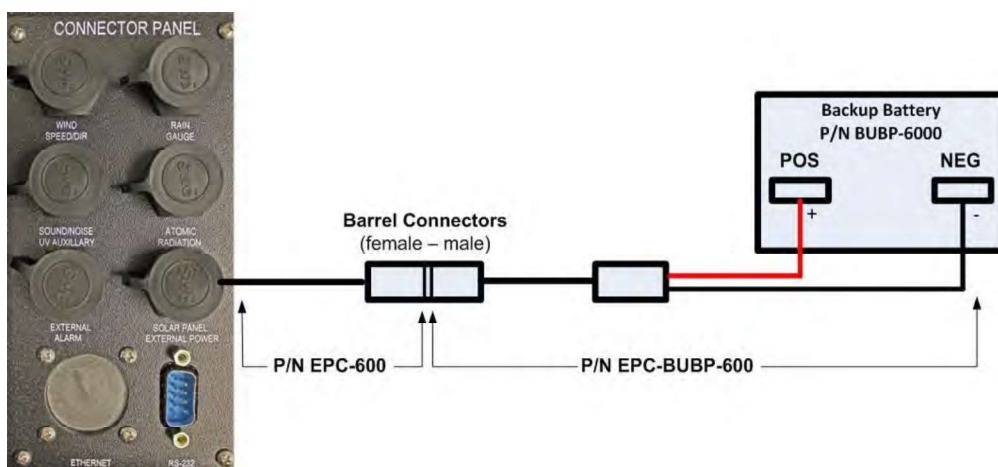 CONNECTOR PANEL
WIND
SPEED/DIR
RAIN
GAUGE
SOUND/NOISE
UV AUXILLARY
ATOMIC
RADIATION
EXTERNAL
ALARM
SOLAR PANEL
EXTERNAL POWER
ETHERNET
RS-232
Barrel Connectors
(female – male)
P/N EPC-600
P/N EPC-BUBP-600
Backup Battery
P/N BUBP-6000
POS
NEG
+
-